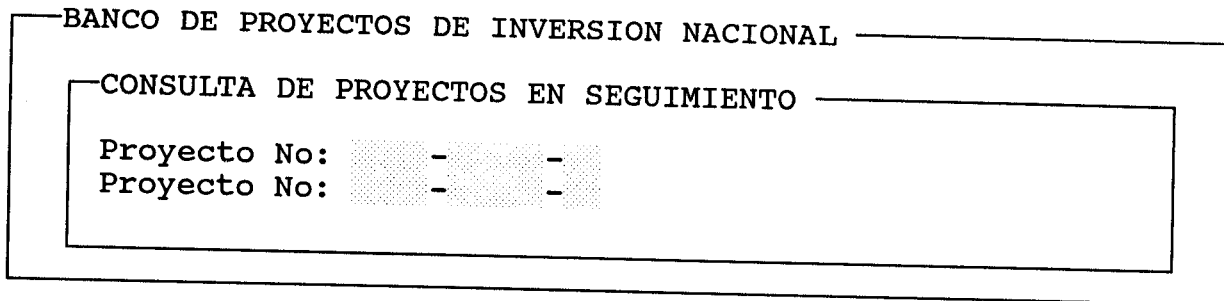 BANCO DE PROYECTOS DE INVERSION NACIONAL
CONSULTA DE PROYECTOS EN SEGUIMIENTO
Proyecto No: - -
Proyecto No: - -